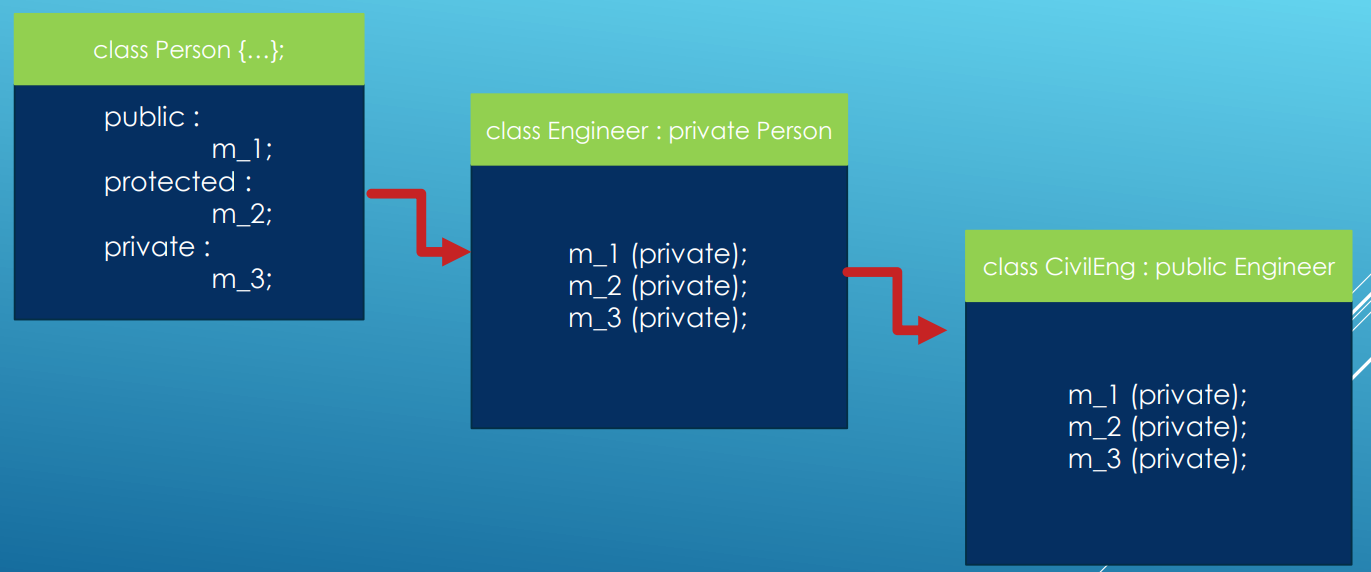 class Person {...};
public :
m_1;
protected :
m_2;
private :
m_3;
class Engineer : private Person
m_1 (private);
m_2 (private);
m_3 (private);
class CivilEng : public Engineer
m_1 (private);
m_2 (private);
m_3 (private);